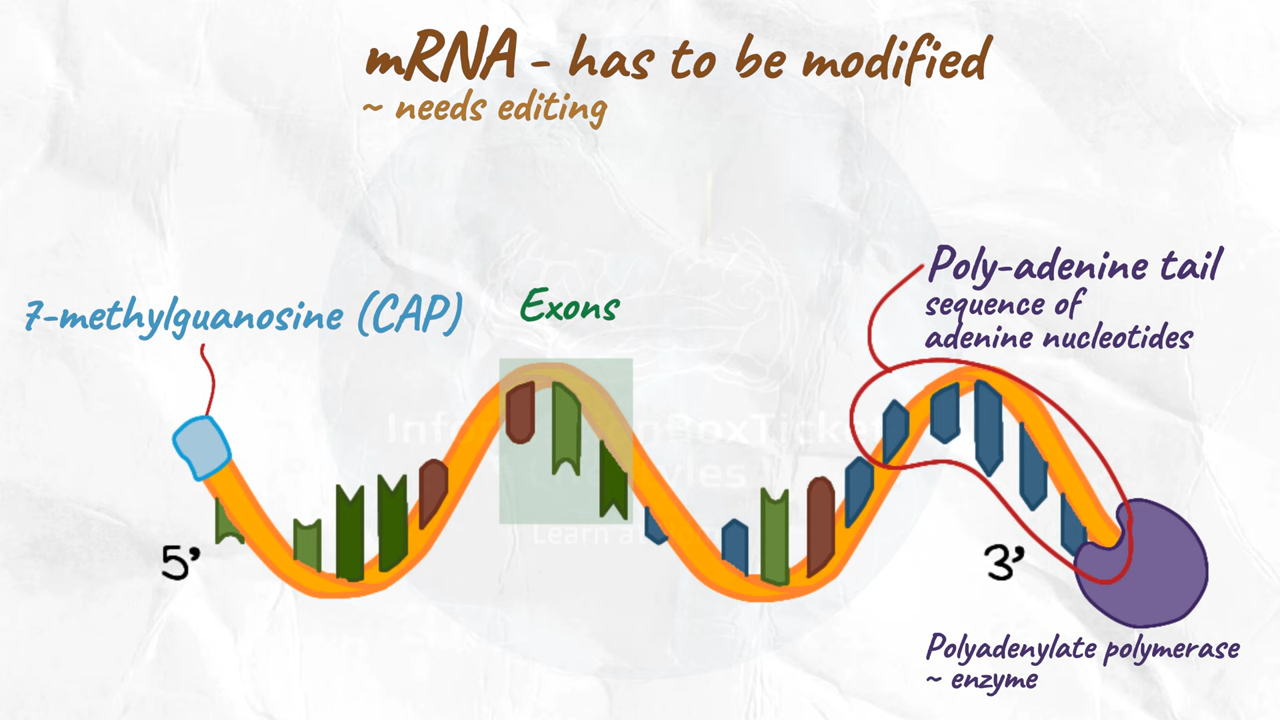 mRNA - has to be modified
~ needs editing
Poly-adenine tail
sequence of
adenine nucleotides
7-methylguanosine (CAP)
Exons
5’
3’
Polyadenylate polymerase
~ enzyme